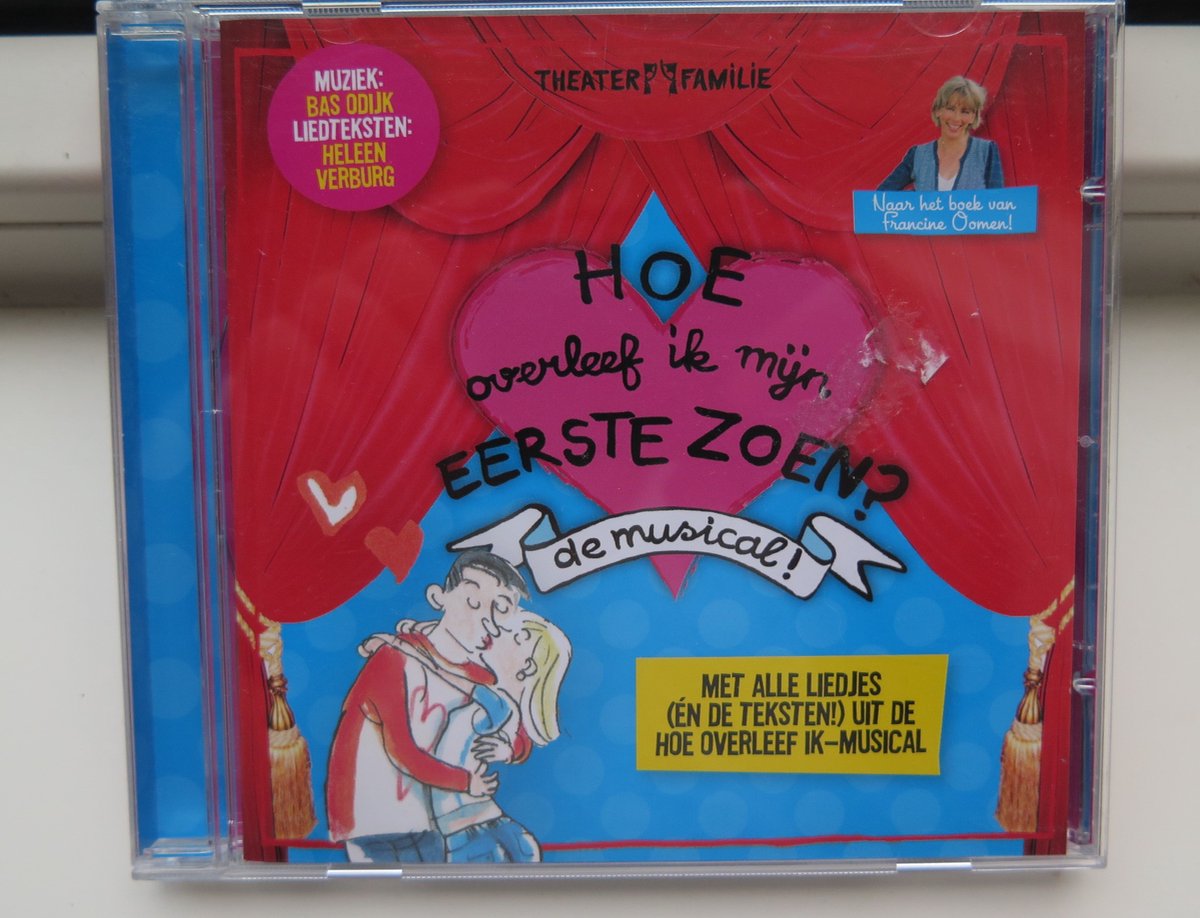 MUZIEK:
BAS ODIJK
LIEDTEKSTEN:
HELEEN
VERBURG
THEATER FAMILIE
Naar het boek van
Francine Oomen!
HOE
overleef ik mijn
EERSTE ZOEN?
de musical!
MET ALLE LIEDJES
(ÉN DE TEKSTEN!) UIT DE
HOE OVERLEEF IK-MUSICAL